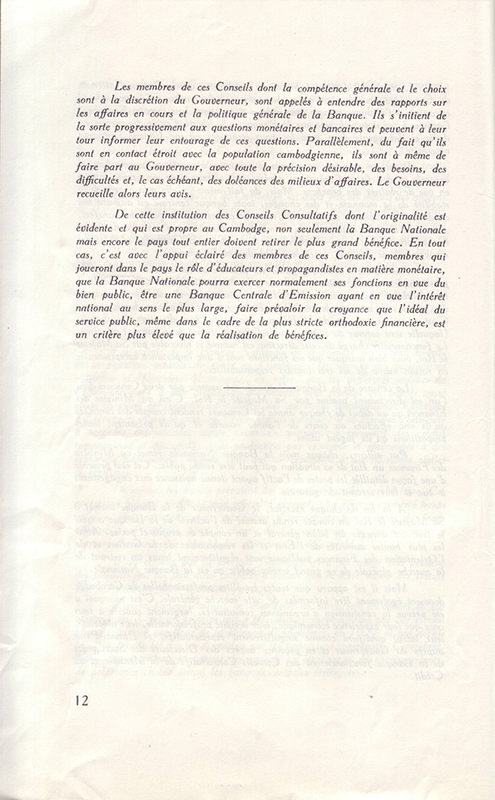 Les membres de ces Conseils dont la compétence générale et le choix
sont à la discrétion du Gouverneur, sont appelés à entendre des rapports sur
les affaires en cours et la politique générale de la Banque. Ils s'initient de
la sorte progressivement aux questions monétaires et bancaires et peuvent à leur
tour informer leur entourage de ces questions. Parallèlement, du fait qu'ils
sont en contact étroit avec la population cambodgienne, ils sont à même de
faire part au Gouverneur, avec toute la précision désirable, des besoins, des
difficultés et, le cas échéant, des doléances des milieux d'affaires. Le Gouverneur
recueille alors leurs avis.
De cette institution des Conseils Consultatifs dont l'originalité est
évidente et qui est propre au Cambodge, non seulement la Banque Nationale
mais encore le pays tout entier doivent retirer le plus grand bénéfice. En tout
cas, c'est avec l'appui éclairé des membres de ces Conseils, membres qui
joueront dans le pays le rôle d'éducateurs et propagandistes en matière monétaire,
que la Banque Nationale pourra exercer normalement ses fonctions en vue du
bien public, être une Banque Centrale d'Emission ayant en vue l'intérêt
national au sens le plus large, faire prévaloir la croyance que l'idéal du
service public, même dans le cadre de la plus stricte orthodoxie financière, est
un critère plus élevé que la réalisation de bénéfices.
12